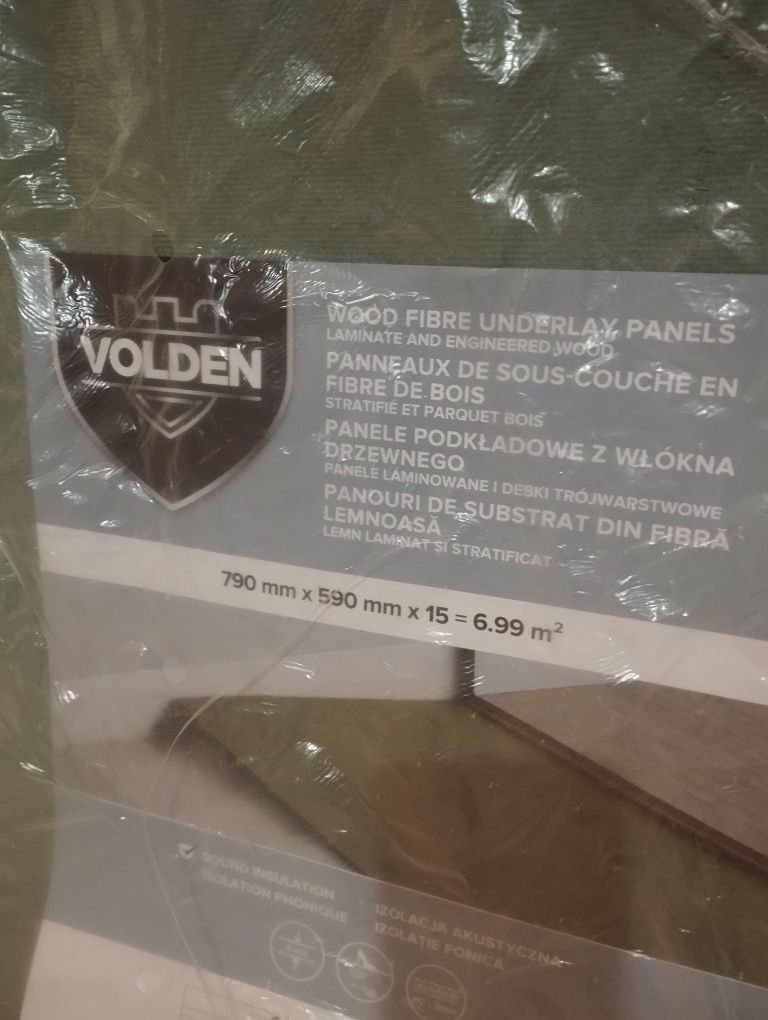 VOLDEN
WOOD FIBRE UNDERLAY PANELS
LAMINATE AND ENGINEERED WOOD
PANNEAUX DE SOUS-COUCHE EN
FIBRE DE BOIS
STRATIFIÉ ET PARQUET BOIS
PANELE PODKŁADOWE Z WŁÓKNA
DRZEWNEGO
PANELE LAMINOWANE I DESKI TRÓJWARSTWOWE
PANOURI DE SUBSTRAT DIN FIBRĂ
LEMNOASĂ
LEMN LAMINAT ȘI STRATIFICAT
790 mm x 590 mm x 15 = 6.99 m²
SOUND INSULATION
ISOLATION PHONIQUE
IZOLACJA AKUSTYCZNA
IZOLAȚIE FONICĂ